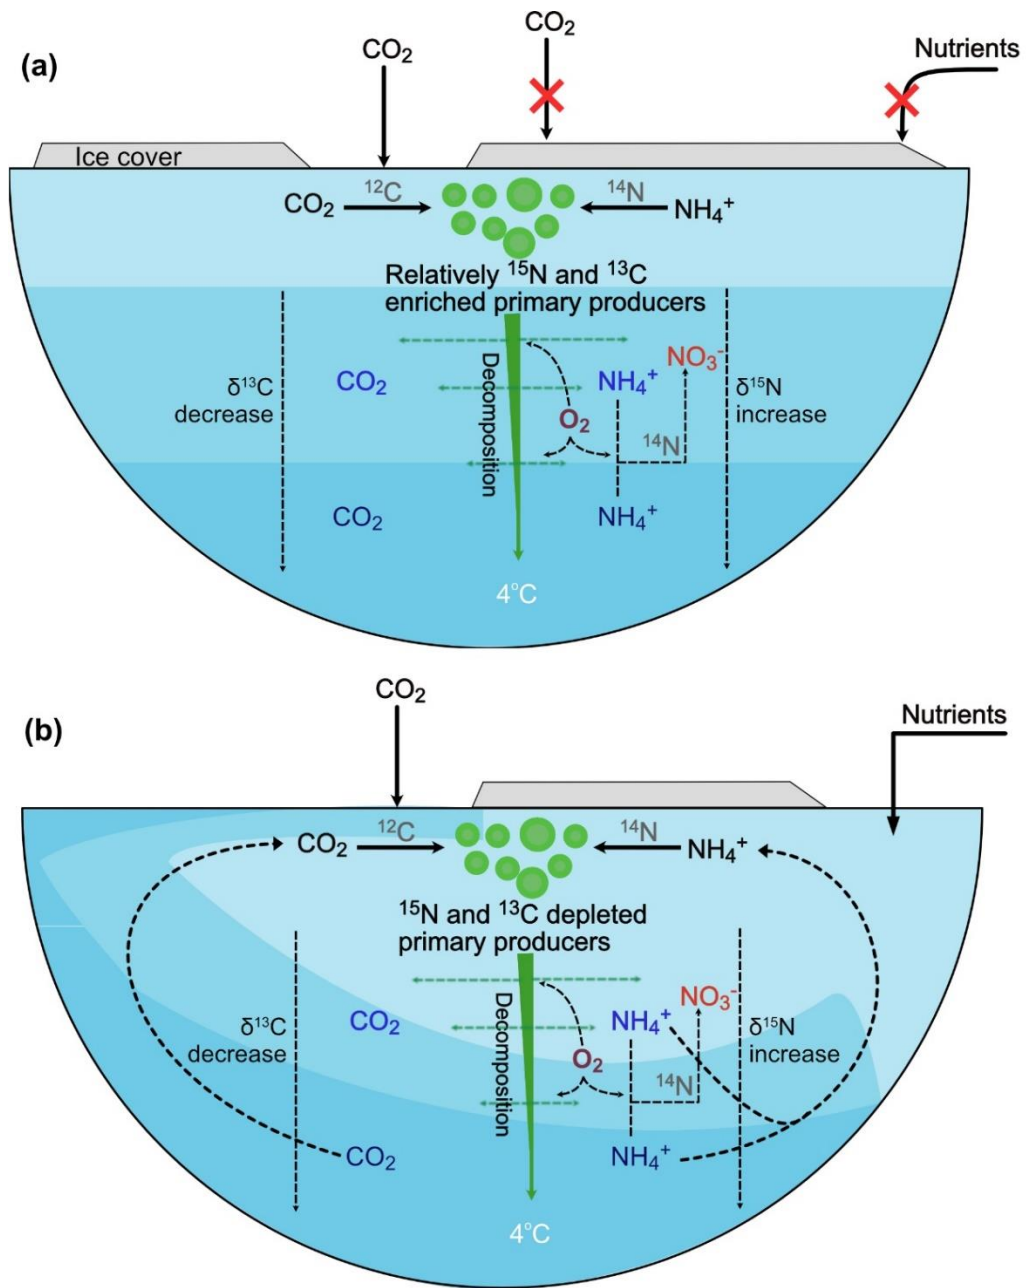 CO₂
CO₂
Nutrients
(a)
Ice cover
¹²C
¹⁴N
CO₂
NH₄⁺
Relatively ¹⁵N and ¹³C
enriched primary producers
δ¹³C
decrease
CO₂
Decomposition
O₂
NH₄⁺
NO₃⁻
¹⁴N
δ¹⁵N
increase
CO₂
NH₄⁺
4°C
CO₂
Nutrients
(b)
¹²C
¹⁴N
CO₂
NH₄⁺
¹⁵N and ¹³C depleted
primary producers
δ¹³C
decrease
CO₂
Decomposition
O₂
NH₄⁺
NO₃⁻
¹⁴N
δ¹⁵N
increase
CO₂
NH₄⁺
4°C